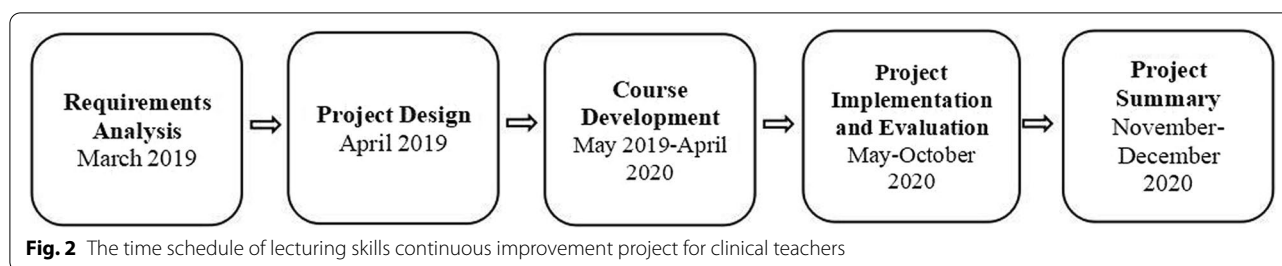 Requirements
Analysis
March 2019
Project Design
April 2019
Course
Development
May 2019-April
2020
Project
Implementation
and Evaluation
May-October
2020
Project
Summary
November-
December
2020
Fig. 2 The time schedule of lecturing skills continuous improvement project for clinical teachers